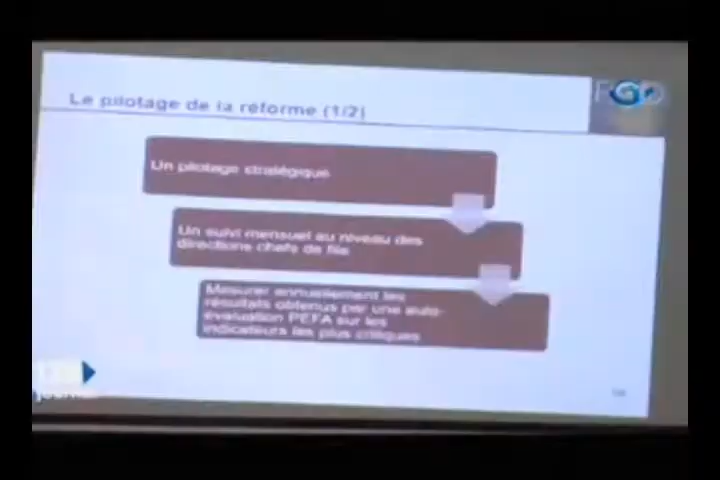 Le pilotage de la réforme (1/2)
Un pilotage stratégique
Un suivi mensuel au niveau des
directions chefs de file
Mesurer annuellement les
résultats obtenus par une auto-
évaluation PEFA sur les
indicateurs les plus critiques